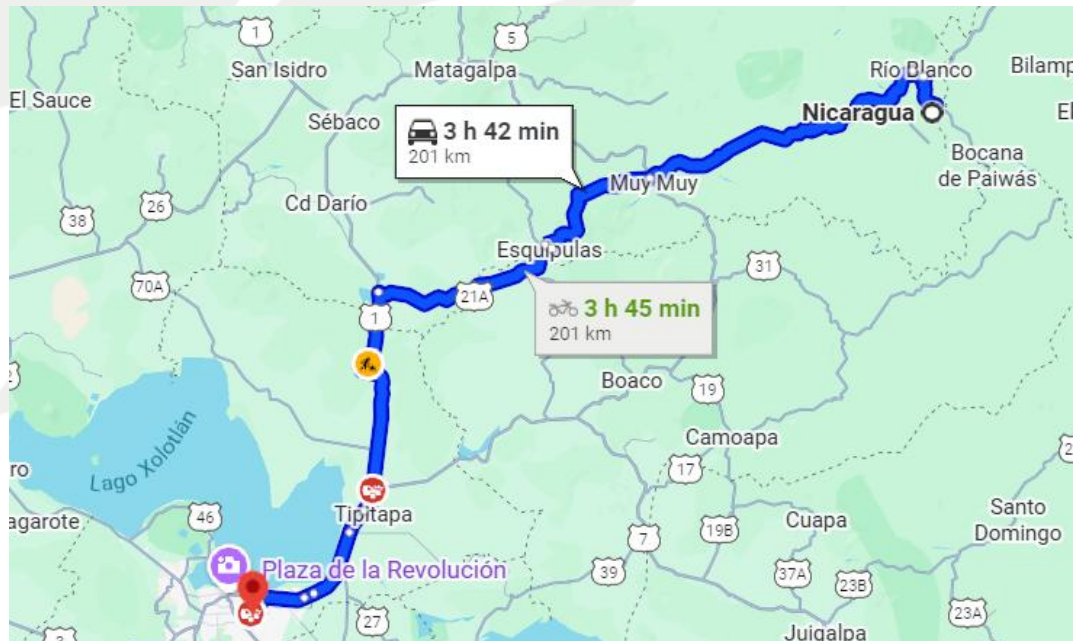 1
5
San Isidro
Matagalpa
Río Blanco
Bilamp
El Sauce
Nicaragua
El
Sébaco
3 h 42 min
201 km
Bocana
de Paiwás
Muy Muy
26
Cd Darío
38
Esquipulas
70A
21A
31
1
3 h 45 min
201 km
Boaco
19
Camoapa
Lago Xolotlán
ro
17
2
agarote
46
Tipitapa
Cuapa
Santo
Domingo
19B
7
Plaza de la Revolución
39
37A
23B
27
23A
Juigalpa